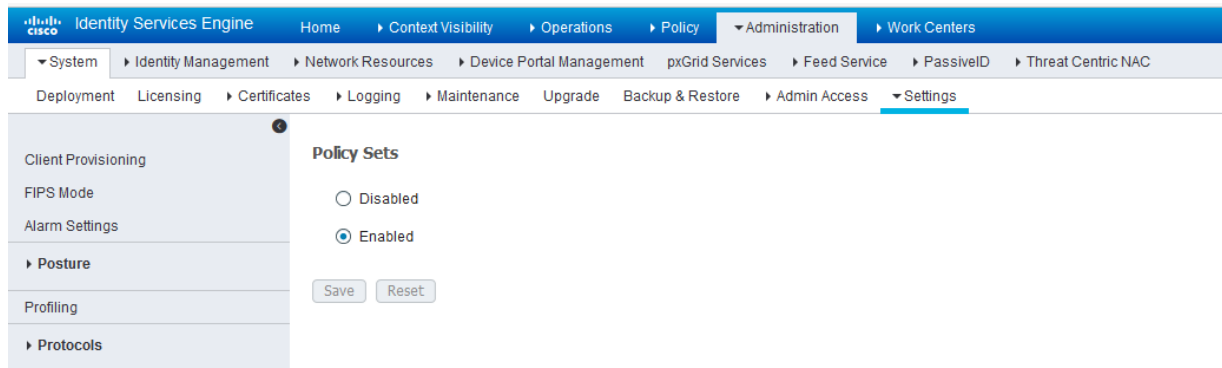 cisco Identity Services Engine Home Context Visibility Operations Policy Administration Work Centers
System Identity Management Network Resources Device Portal Management pxGrid Services Feed Service PassiveID Threat Centric NAC
Deployment Licensing Certificates Logging Maintenance Upgrade Backup & Restore Admin Access Settings
Client Provisioning
FIPS Mode
Alarm Settings
Posture
Profiling
Protocols
Policy Sets
Disabled
Enabled
Save Reset